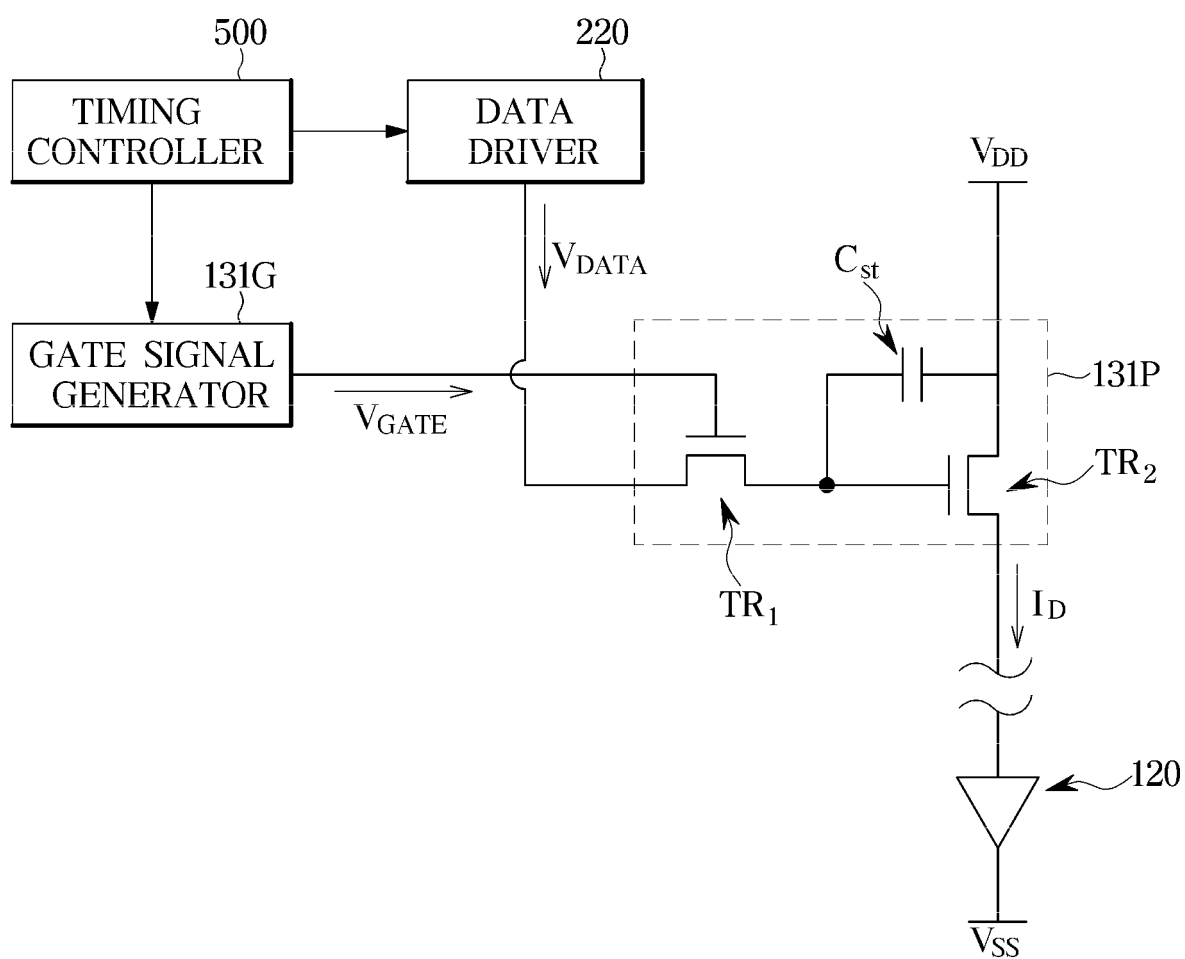 500
220
TIMING
CONTROLLER
DATA
DRIVER
VDD
131G
VDATA
Cst
GATE SIGNAL
GENERATOR
VGATE
131P
TR2
TR1
ID
120
VSS